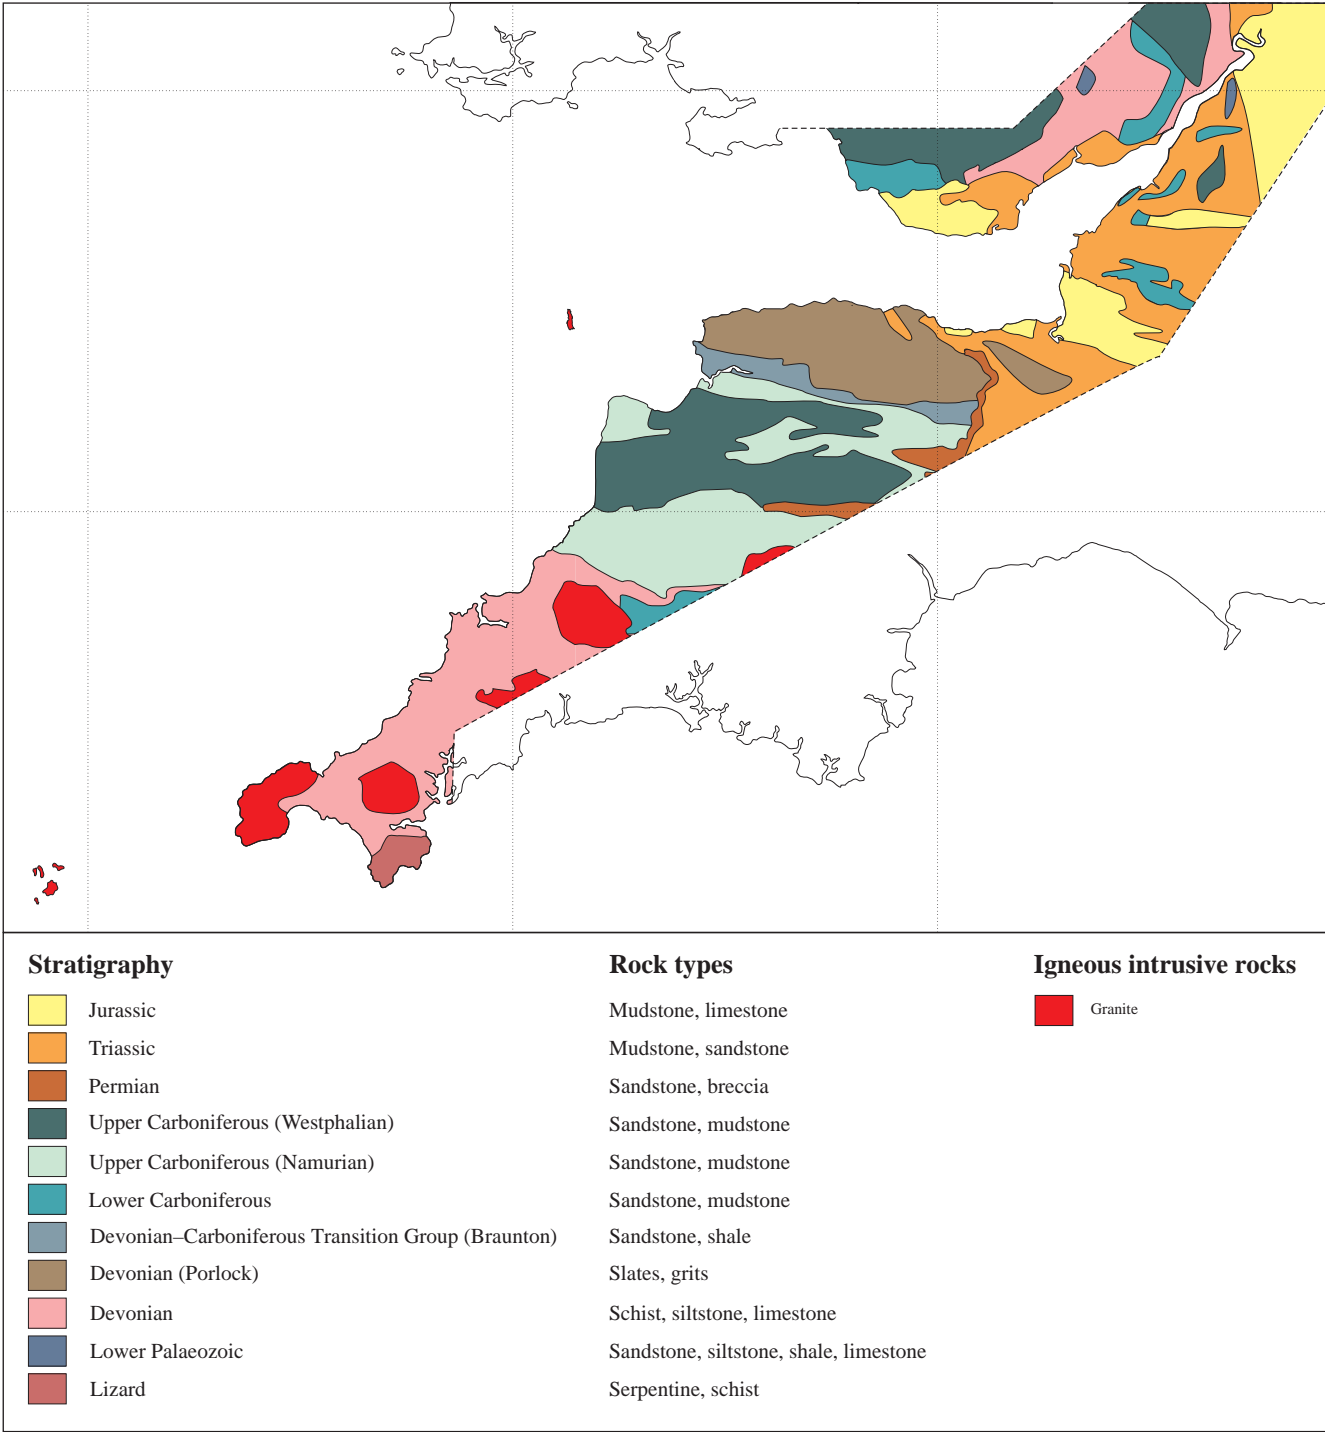 Stratigraphy Rock types Igneous intrusive rocks
Jurassic Mudstone, limestone Granite
Triassic Mudstone, sandstone
Permian Sandstone, breccia
Upper Carboniferous (Westphalian) Sandstone, mudstone
Upper Carboniferous (Namurian) Sandstone, mudstone
Lower Carboniferous Sandstone, mudstone
Devonian–Carboniferous Transition Group (Braunton) Sandstone, shale
Devonian (Porlock) Slates, grits
Devonian Schist, siltstone, limestone
Lower Palaeozoic Sandstone, siltstone, shale, limestone
Lizard Serpentine, schist